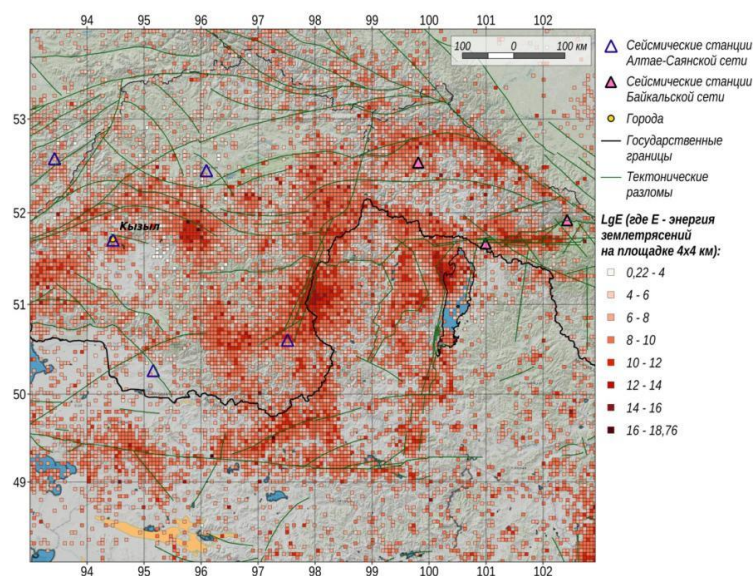 94 95 96 97 98 99 100 101 102
100 0 100 км
53
52
51
50
49
Кызыл
94 95 96 97 98 99 100 101 102
Сейсмические станции
Алтае-Саянской сети
Сейсмические станции
Байкальской сети
Города
Государственные
границы
Тектонические
разломы
LgE (где E - энергия
землетрясений
на площадке 4х4 км):
0,22 - 4
4 - 6
6 - 8
8 - 10
10 - 12
12 - 14
14 - 16
16 - 18,76